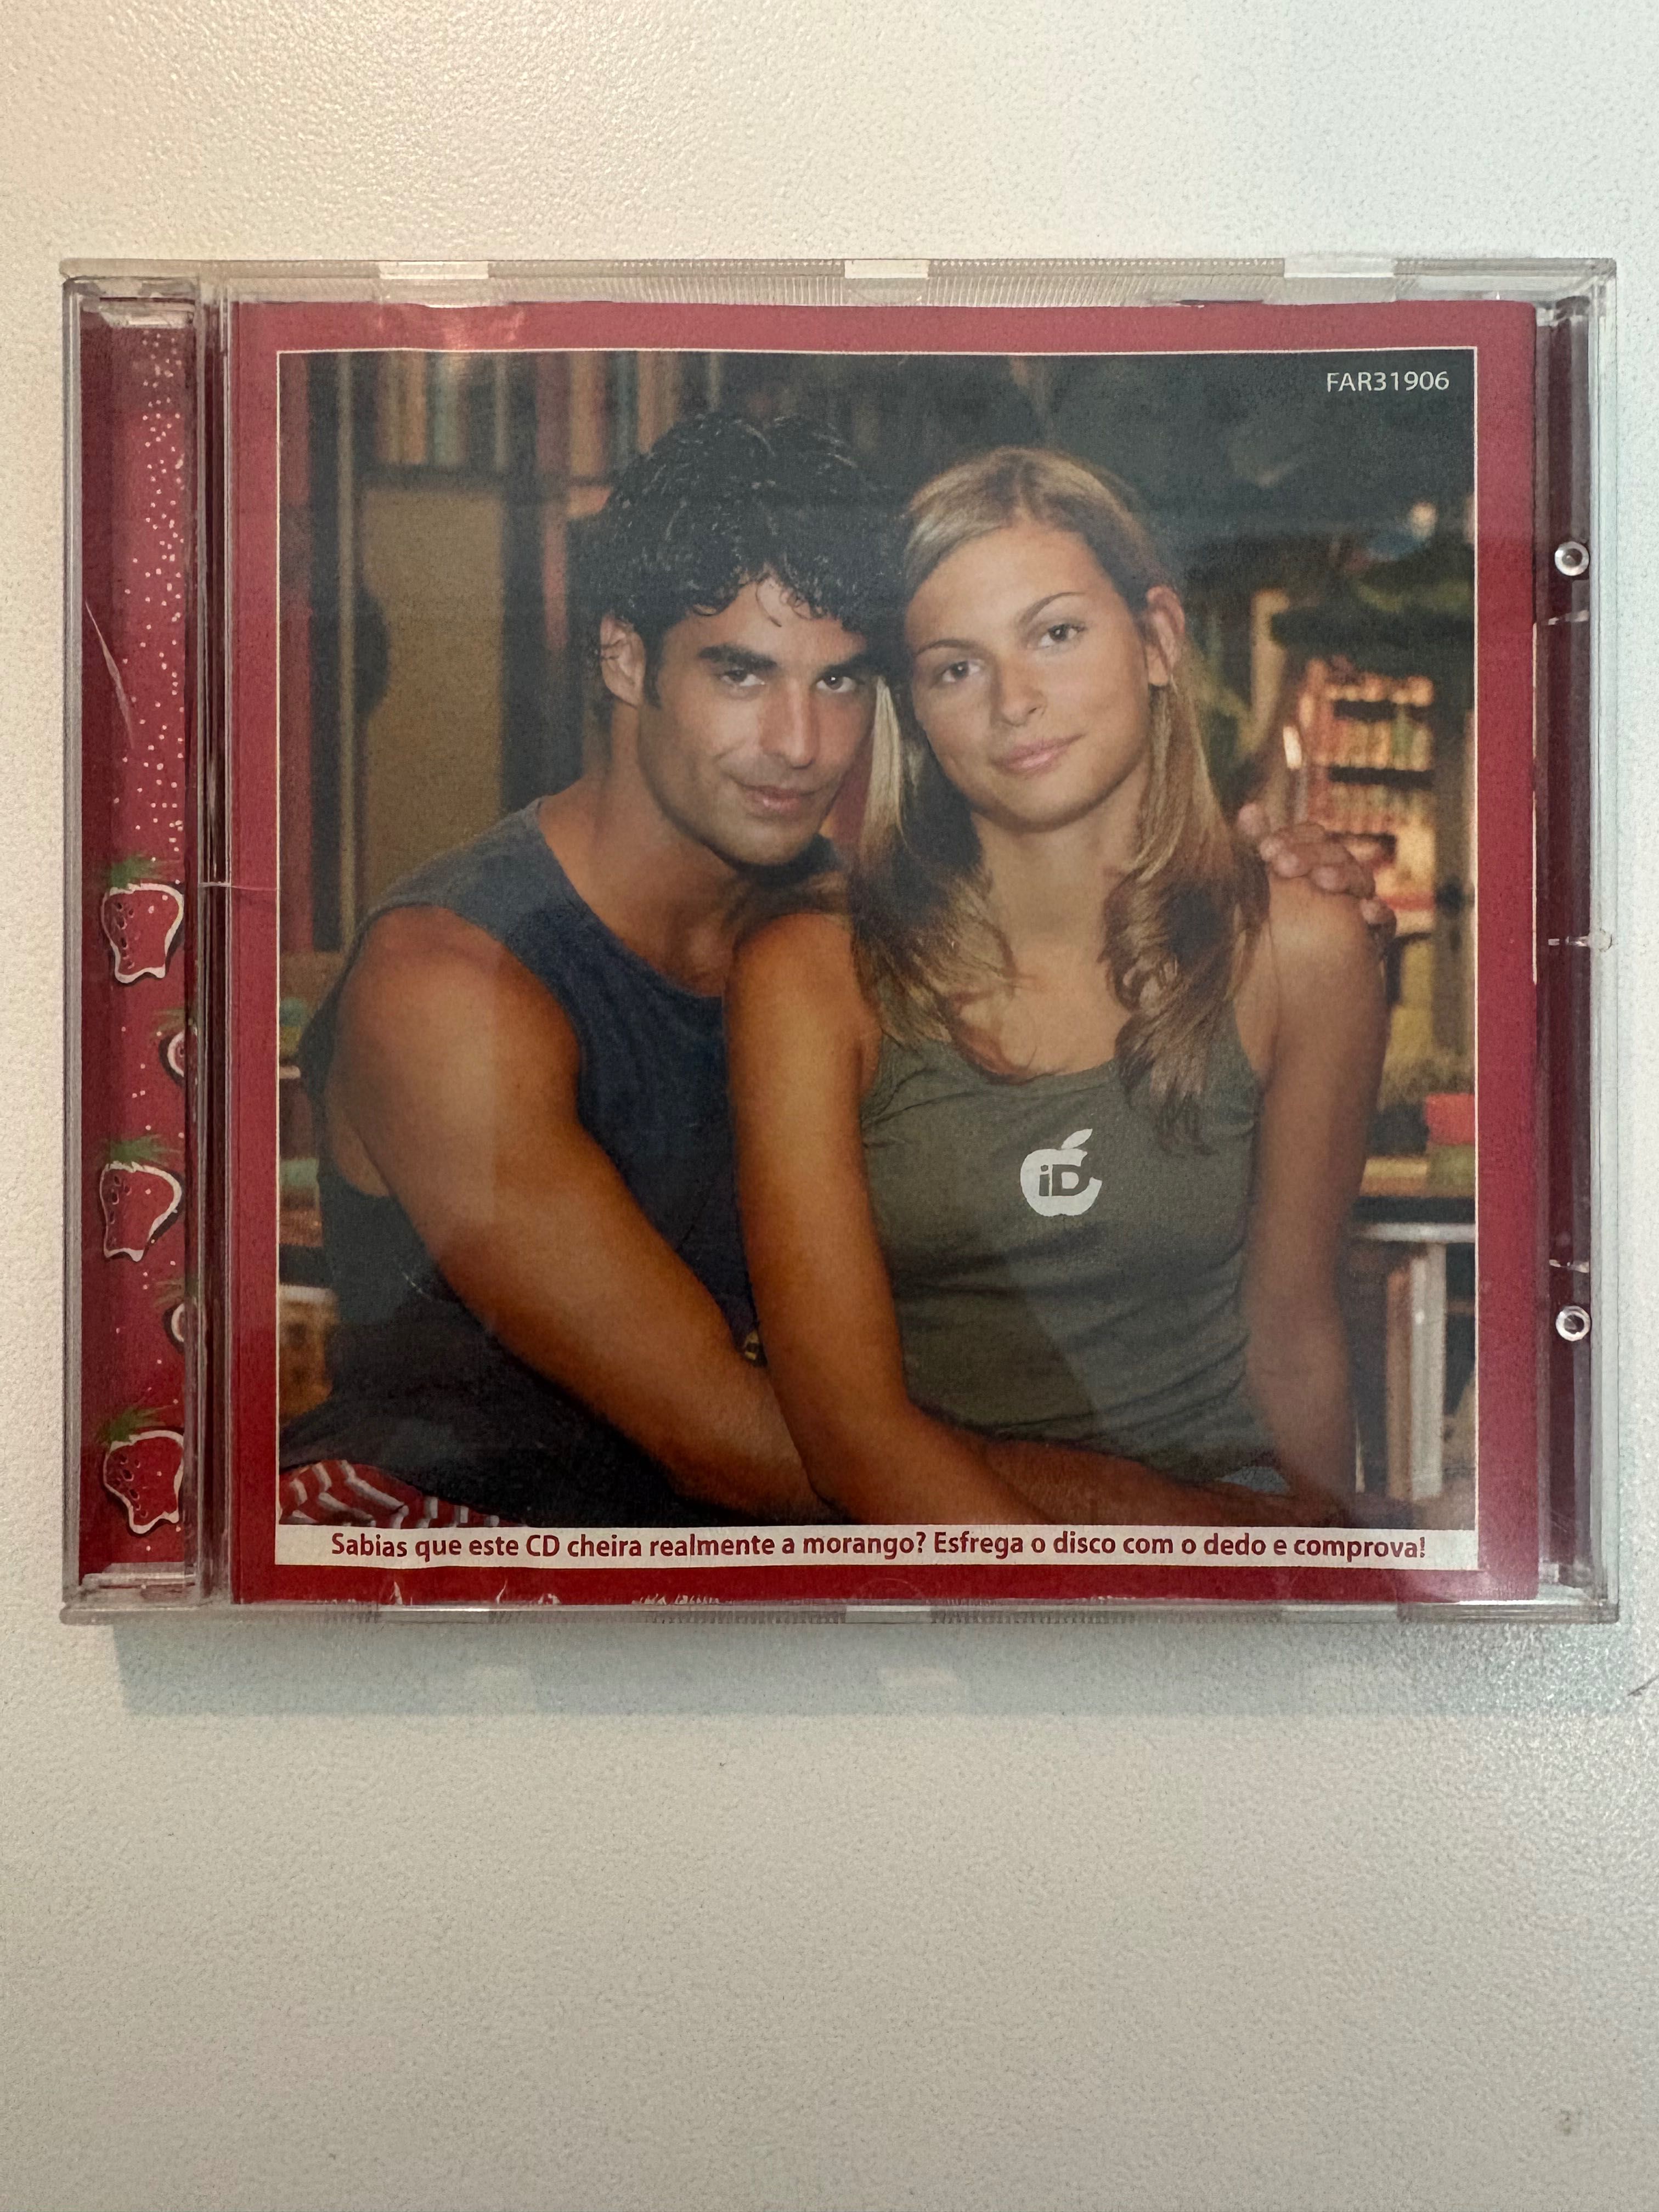 FAR31906
iD
Sabias que este CD cheira realmente a morango? Esfrega o disco com o dedo e comprova!